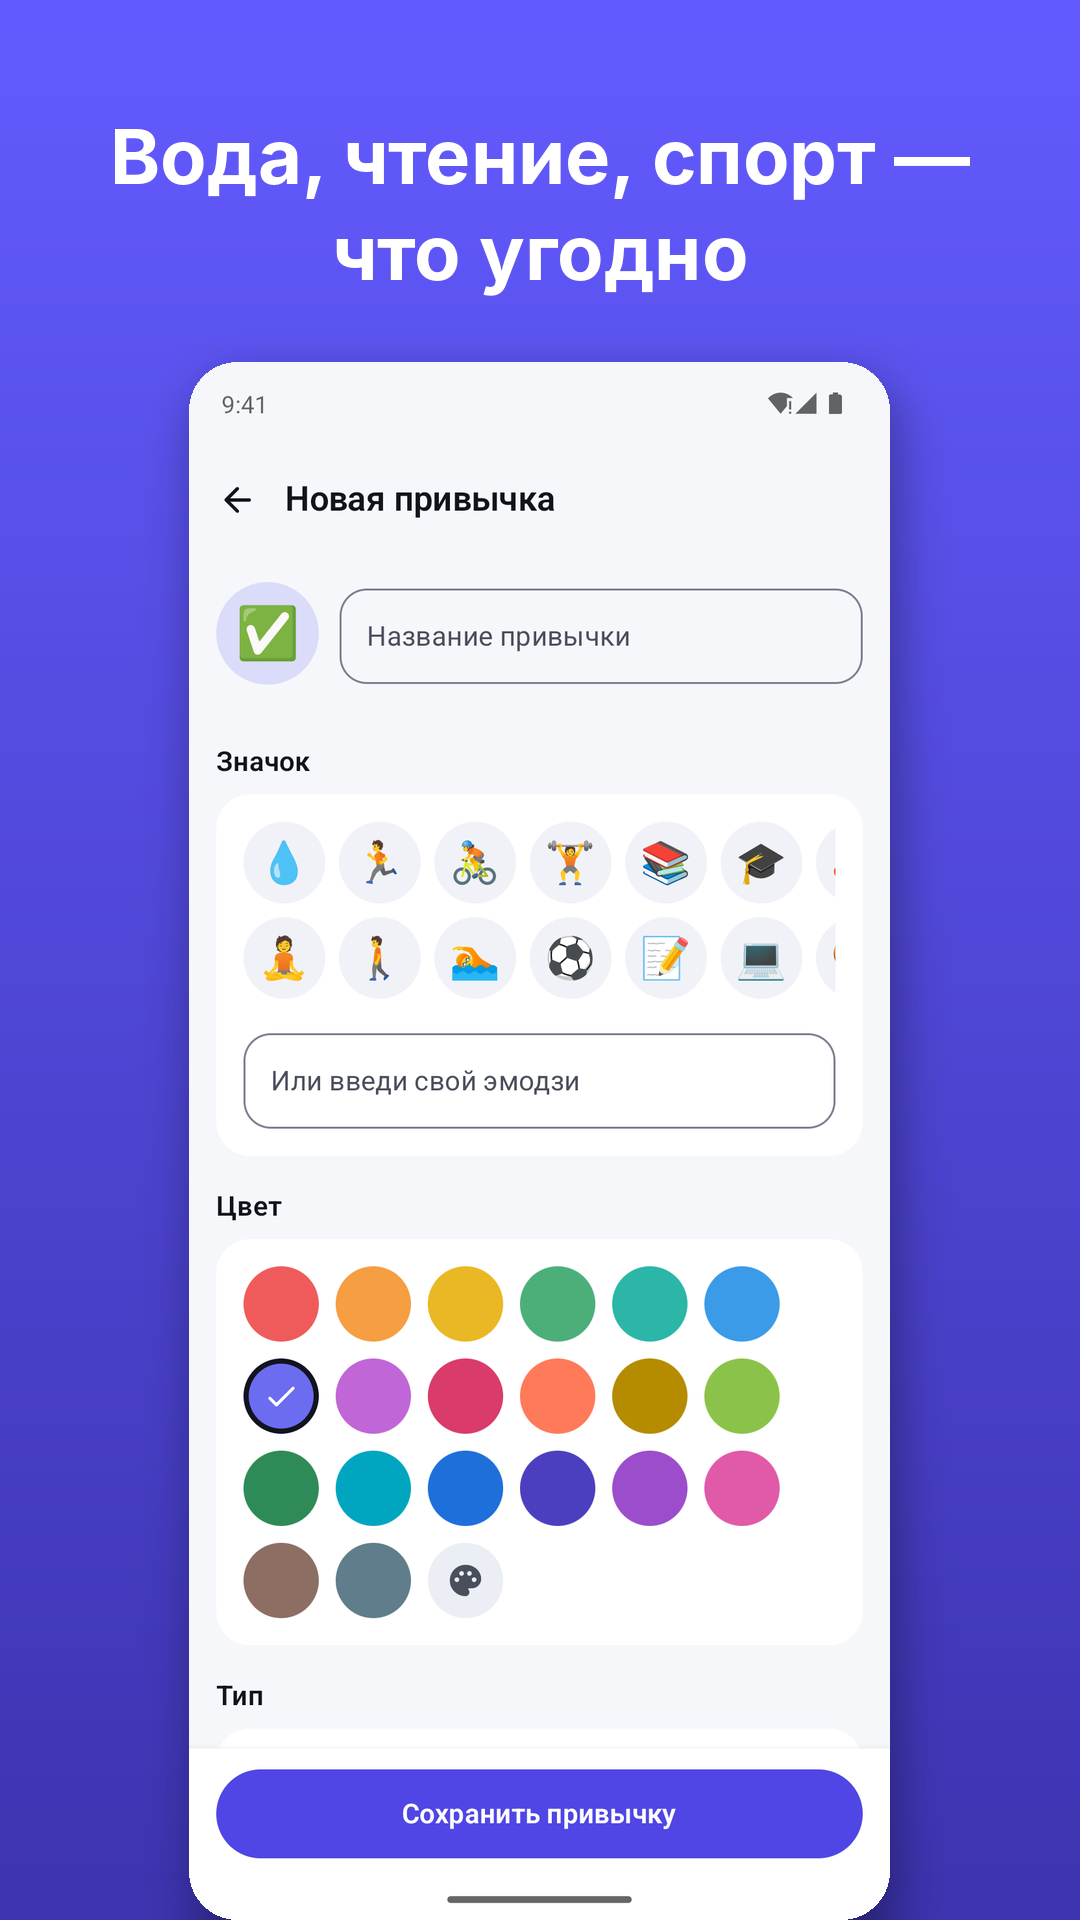 Вода, чтение, спорт —
что угодно
9:41
Новая привычка
Название привычки
Значок
Или введи свой эмодзи
Цвет
Тип
Сохранить привычку